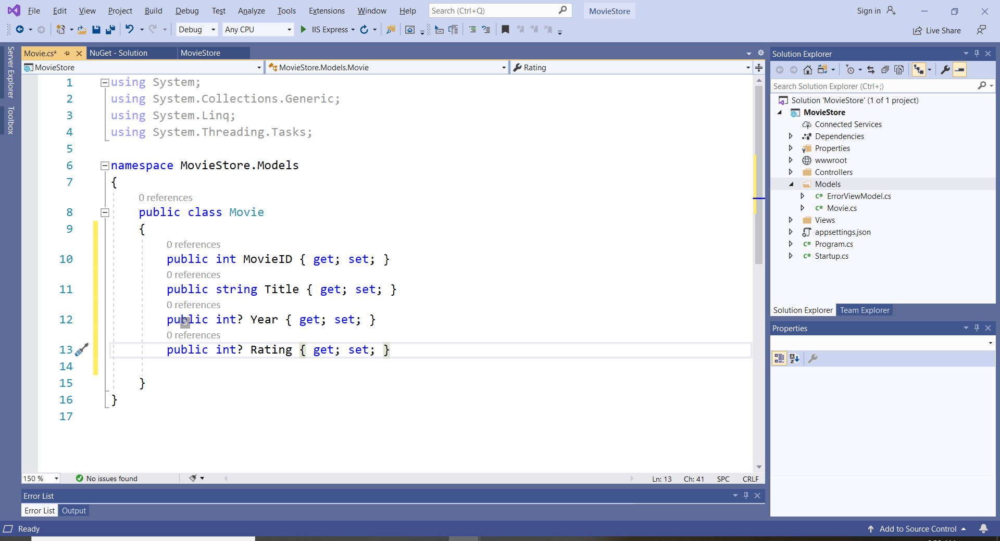 File Edit View Project Build Debug Test Analyze Tools Extensions Window Help Search (Ctrl+Q) MovieStore Sign in
Debug Any CPU IIS Express Live Share
Server Explorer
Toolbox
Movie.cs* NuGet - Solution MovieStore
MovieStore MovieStore.Models.Movie Rating
1 using System;
2 using System.Collections.Generic;
3 using System.Linq;
4 using System.Threading.Tasks;
5
6 namespace MovieStore.Models
7 {
0 references
8 public class Movie
9 {
0 references
10 public int MovieID { get; set; }
0 references
11 public string Title { get; set; }
0 references
12 public int? Year { get; set; }
0 references
13 public int? Rating { get; set; }
14
15 }
16 }
17
150 % No issues found Ln: 13 Ch: 41 SPC CRLF
Error List
Error List Output
Solution Explorer
Search Solution Explorer (Ctrl+;)
Solution 'MovieStore' (1 of 1 project)
MovieStore
Connected Services
Dependencies
Properties
wwwroot
Controllers
Models
C# ErrorViewModel.cs
C# Movie.cs
Views
appsettings.json
C# Program.cs
C# Startup.cs
Solution Explorer Team Explorer
Properties
Ready Add to Source Control